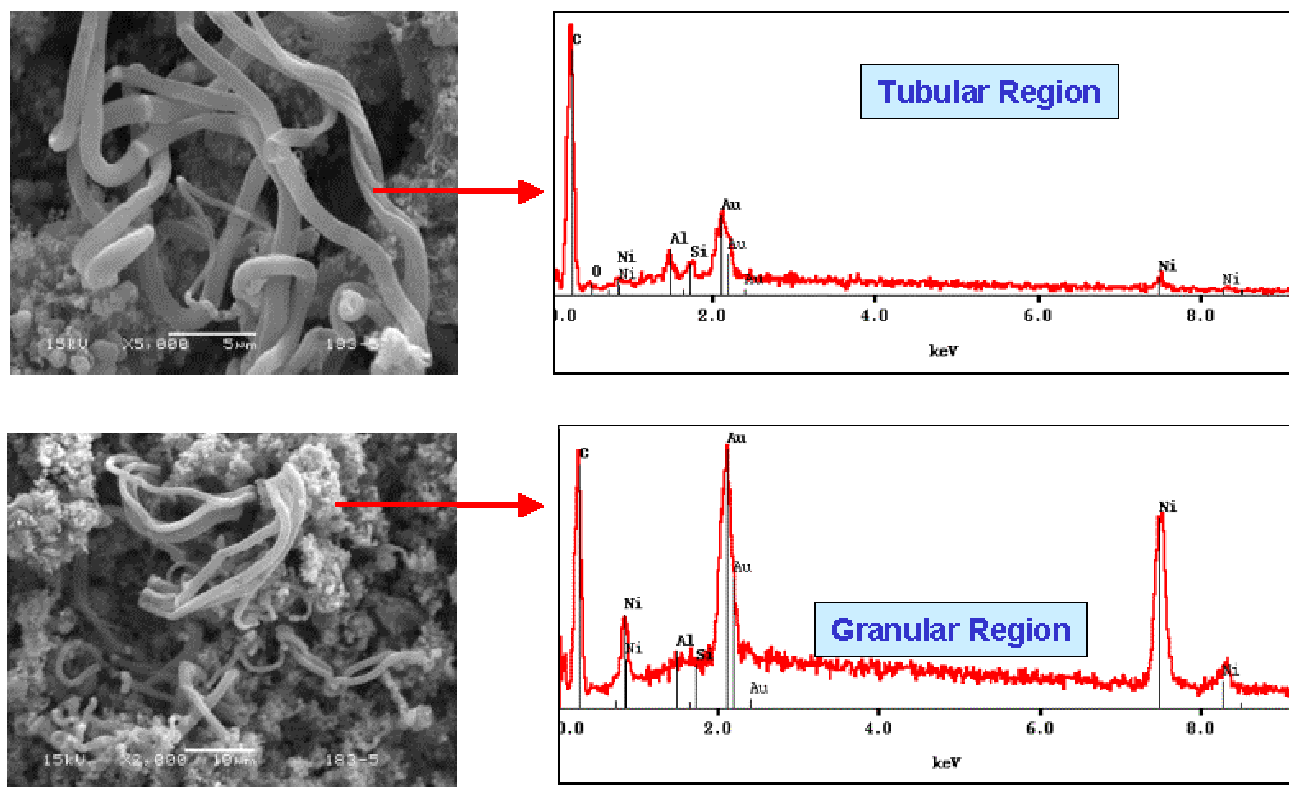 C
Tubular Region
Au
Al
Ni
Si
Au
O
Ni
Au
Ni
Ni
0.0 2.0 4.0 6.0 8.0
keV
15kV X5,000 5µm 183-5
Au
C
Ni
Au
Ni
Granular Region
Ni
Al
Si
Ni
Au
0.0 2.0 4.0 6.0 8.0
keV
15kV X2,000 10µm 183-5